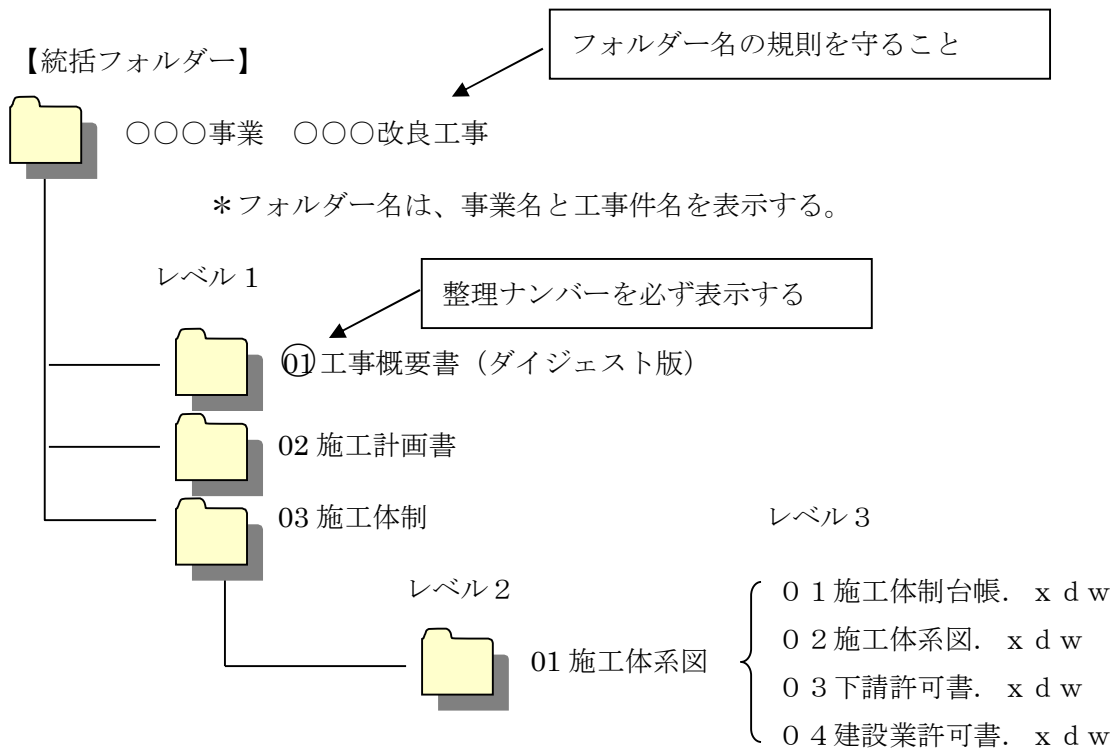 フォルダー名の規則を守ること
【統括フォルダー】
○○○事業　○○○改良工事
＊フォルダー名は、事業名と工事件名を表示する。
レベル１
整理ナンバーを必ず表示する
01工事概要書（ダイジェスト版）
02 施工計画書
03 施工体制
レベル３
レベル２
０１施工体制台帳．ｘｄｗ
０２施工体系図．ｘｄｗ
01 施工体系図
０３下請許可書．ｘｄｗ
０４建設業許可書．ｘｄｗ